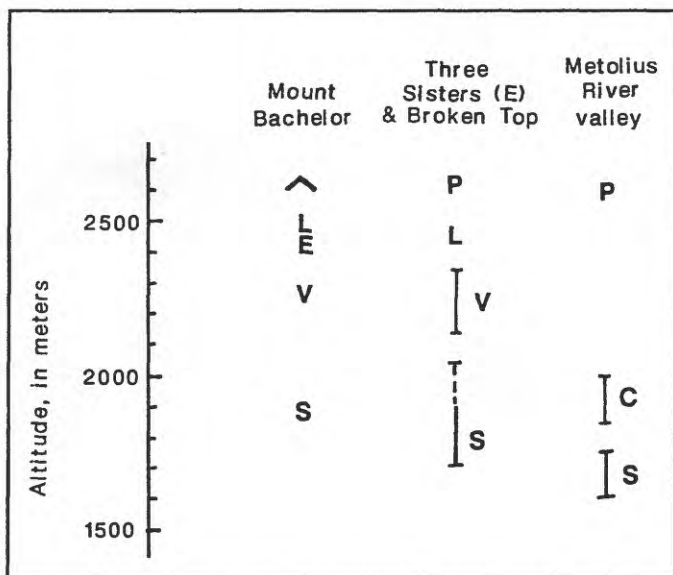 Mount
Bachelor
Three
Sisters (E)
& Broken Top
Metolius
River
valley
Altitude, in meters
2500
2000
1500
L
E
V
S
P
L
V
S
P
C
S